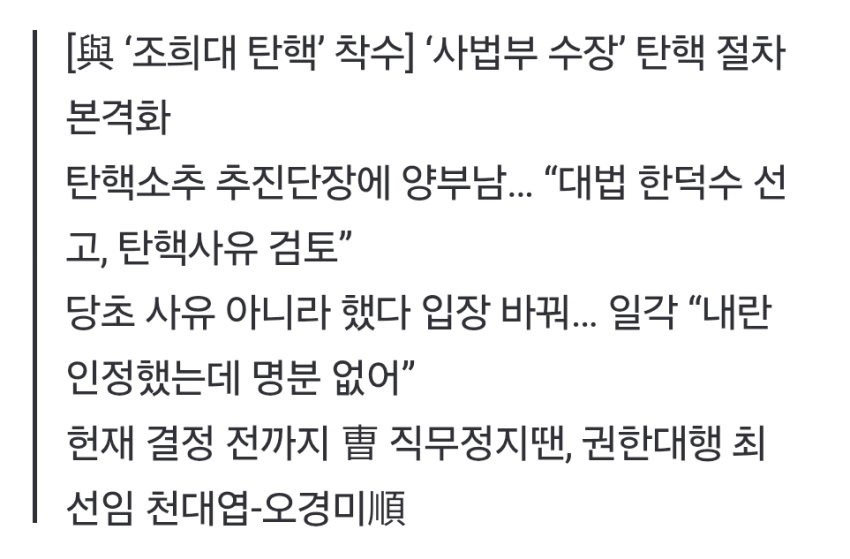 [與 ‘조희대 탄핵’ 착수] ‘사법부 수장’ 탄핵 절차
본격화
탄핵소추 추진단장에 양부남… “대법 한덕수 선
고, 탄핵사유 검토”
당초 사유 아니라 했다 입장 바꿔… 일각 “내란
인정했는데 명분 없어”
헌재 결정 전까지 曺 직무정지땐, 권한대행 최
선임 천대엽-오경미順